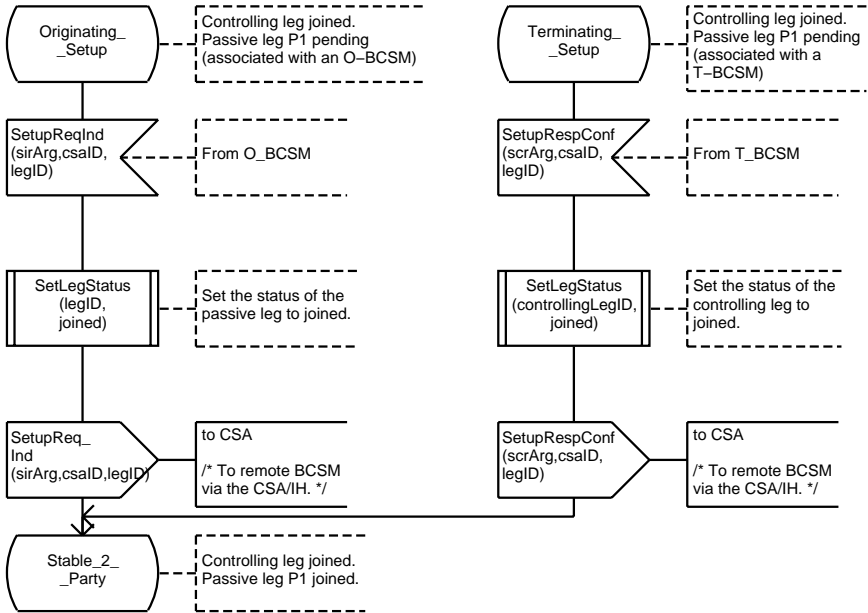 Originating_
_Setup
Controlling leg joined.
Passive leg P1 pending
(associated with an O−BCSM)
SetupReqInd
(sirArg,csaID,
legID)
From O_BCSM
SetLegStatus
(legID,
joined)
Set the status of the
passive leg to joined.
SetupReq_
Ind
(sirArg,csaID,legID)
to CSA
/* To remote BCSM
via the CSA/IH. */
Terminating_
_Setup
Controlling leg joined.
Passive leg P1 pending
(associated with a
T−BCSM)
SetupRespConf
(scrArg,csaID,
legID)
From T_BCSM
SetLegStatus
(controllingLegID,
joined)
Set the status of the
controlling leg to
joined.
SetupRespConf
(scrArg,csaID,
legID)
to CSA
/* To remote BCSM
via the CSA/IH. */
Stable_2_
_Party
Controlling leg joined.
Passive leg P1 joined.